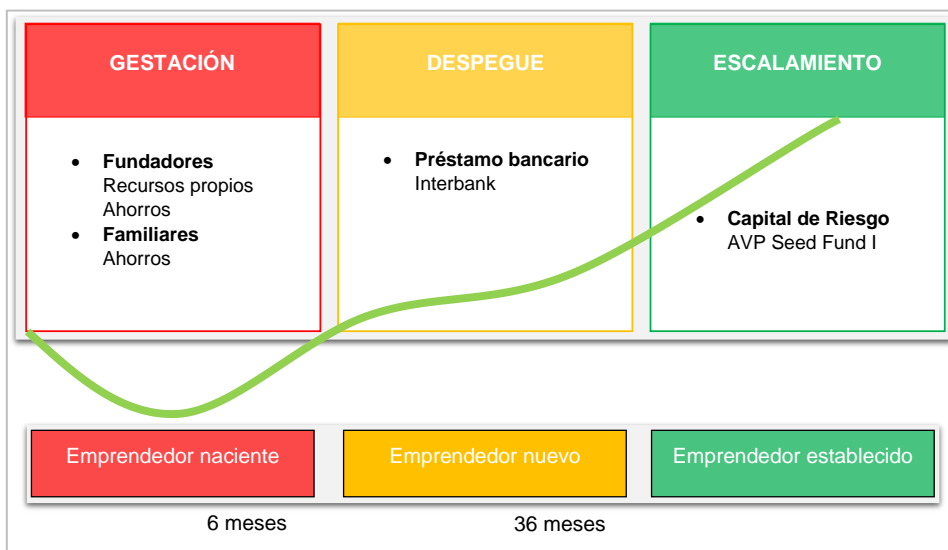 GESTACIÓN
DESPEGUE
ESCALAMIENTO
• Fundadores
Recursos propios
Ahorros
• Familiares
Ahorros
• Préstamo bancario
Interbank
• Capital de Riesgo
AVP Seed Fund I
Emprendedor naciente
Emprendedor nuevo
Emprendedor establecido
6 meses
36 meses